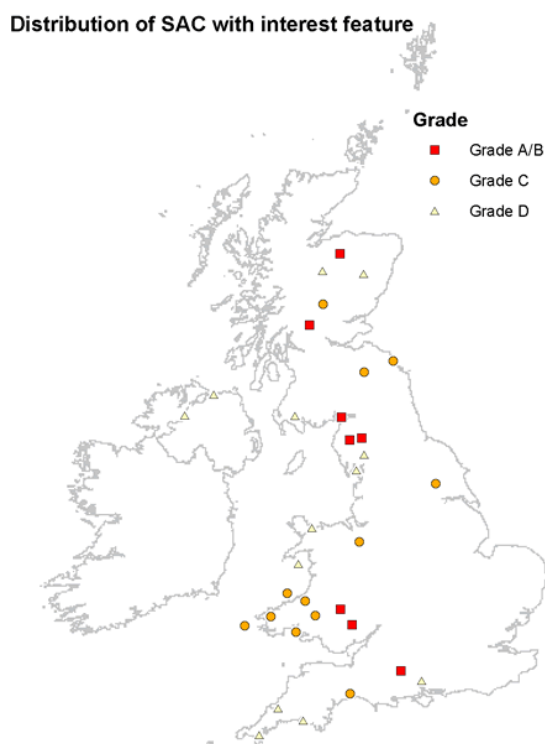 Distribution of SAC with interest feature
Grade
Grade A/B
Grade C
Grade D